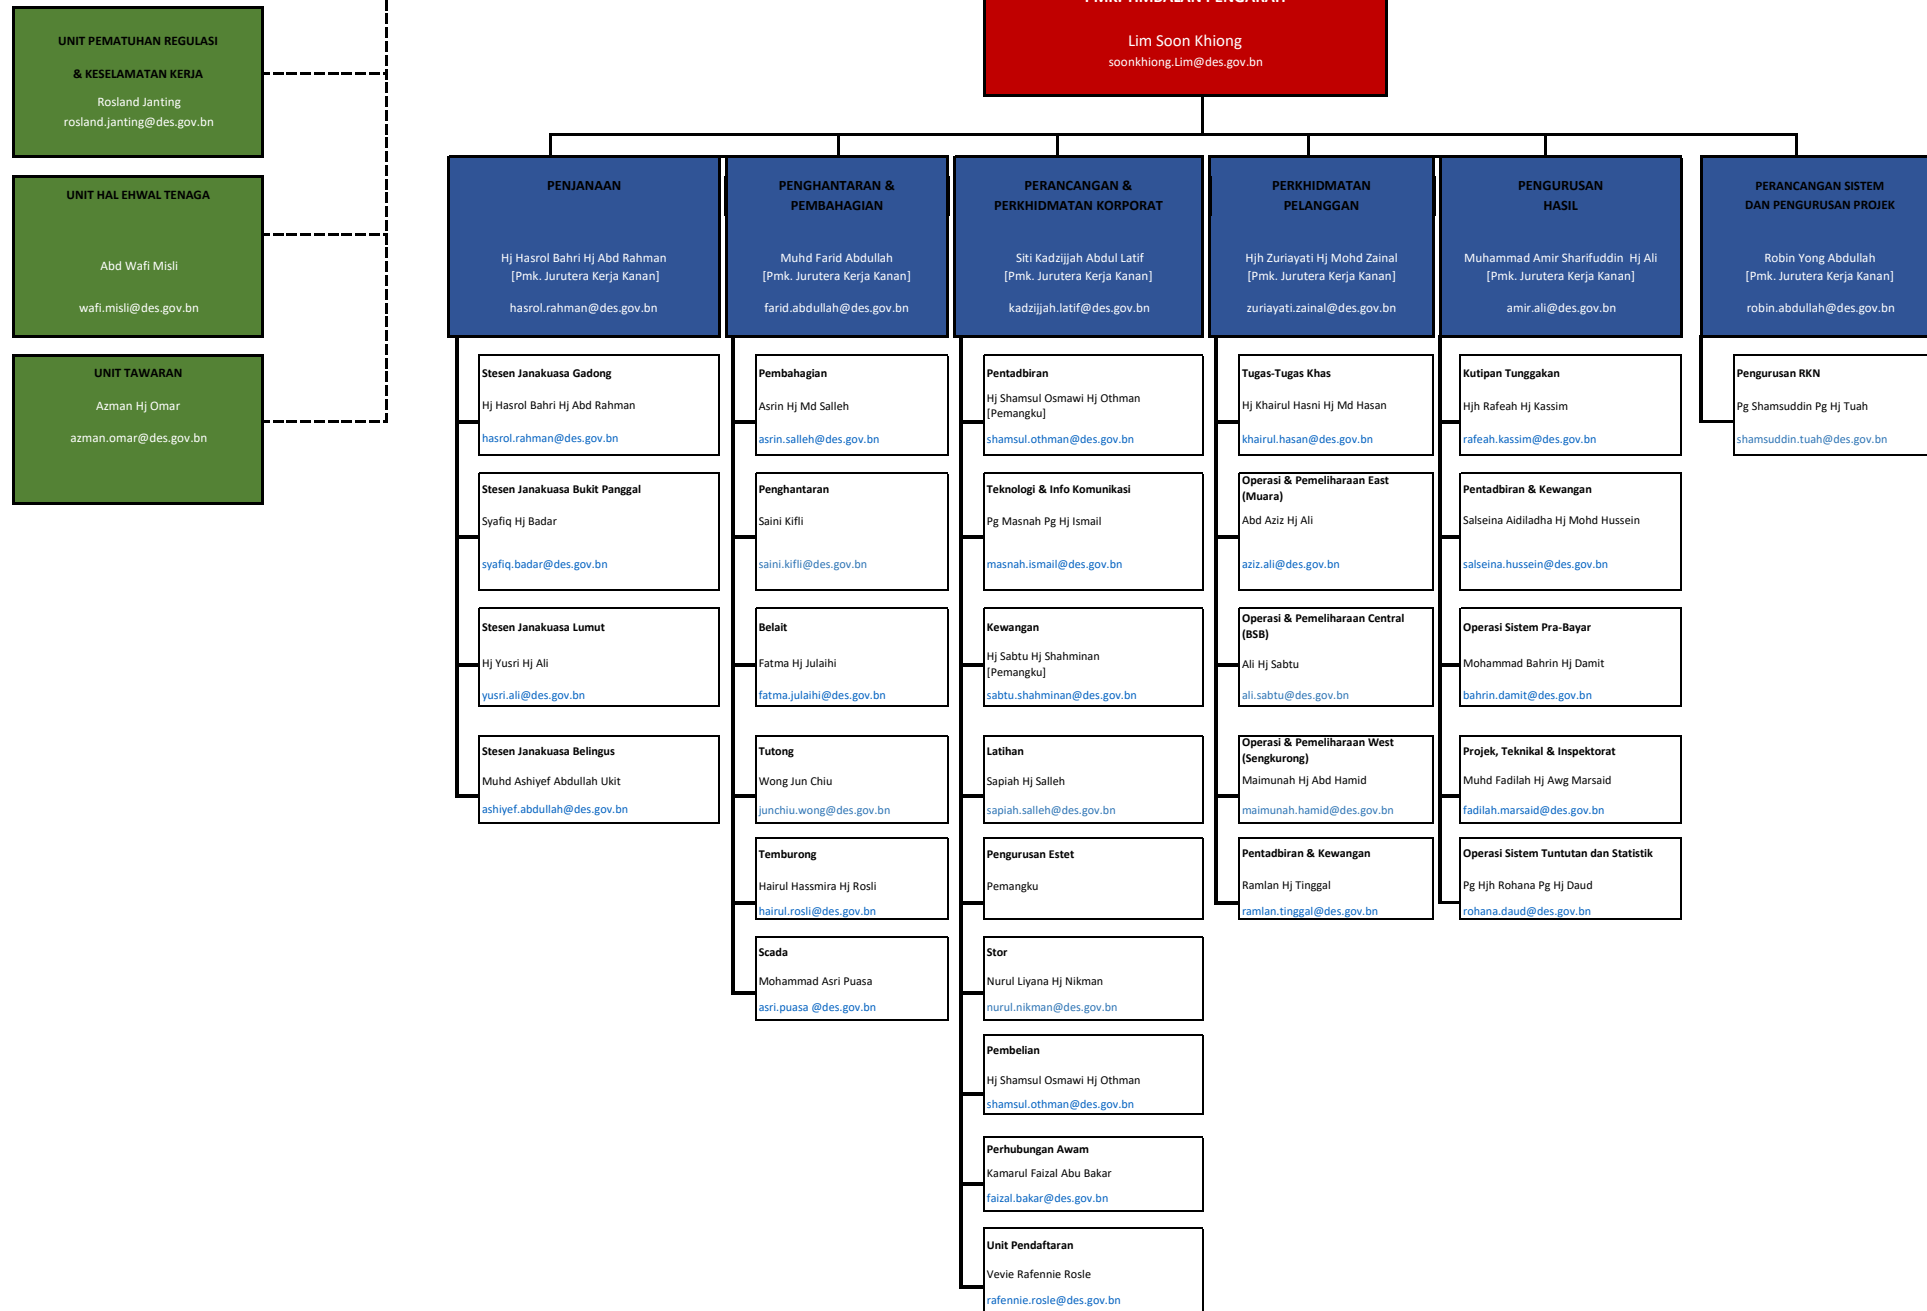 Lim Soon Khiong
soonkhiong.Lim@des.gov.bn
UNIT PEMATUHAN REGULASI
& KESELAMATAN KERJA
Rosland Janting
rosland.janting@des.gov.bn
UNIT HAL EHWAL TENAGA
Abd Wafi Misli
wafi.misli@des.gov.bn
UNIT TAWARAN
Azman Hj Omar
azman.omar@des.gov.bn
PENJANAAN
Hj Hasrol Bahri Hj Abd Rahman
[Pmk. Jurutera Kerja Kanan]
hasrol.rahman@des.gov.bn
Stesen Janakuasa Gadong
Hj Hasrol Bahri Hj Abd Rahman
hasrol.rahman@des.gov.bn
Stesen Janakuasa Bukit Panggal
Syafiq Hj Badar
syafiq.badar@des.gov.bn
Stesen Janakuasa Lumut
Hj Yusri Hj Ali
yusri.ali@des.gov.bn
Stesen Janakuasa Belingus
Muhd Ashiyef Abdullah Ukit
ashiyef.abdullah@des.gov.bn
PENGHANTARAN &
PEMBAHAGIAN
Muhd Farid Abdullah
[Pmk. Jurutera Kerja Kanan]
farid.abdullah@des.gov.bn
Pembahagian
Asrin Hj Md Salleh
asrin.salleh@des.gov.bn
Penghantaran
Saini Kifli
saini.kifli@des.gov.bn
Belait
Fatma Hj Julaihi
fatma.julaihi@des.gov.bn
Tutong
Wong Jun Chiu
junchiu.wong@des.gov.bn
Temburong
Hairul Hassmira Hj Rosli
hairul.rosli@des.gov.bn
Scada
Mohammad Asri Puasa
asri.puasa @des.gov.bn
PERANCANGAN &
PERKHIDMATAN KORPORAT
Siti Kadzijjah Abdul Latif
[Pmk. Jurutera Kerja Kanan]
kadzijjah.latif@des.gov.bn
Pentadbiran
Hj Shamsul Osmawi Hj Othman
[Pemangku]
shamsul.othman@des.gov.bn
Teknologi & Info Komunikasi
Pg Masnah Pg Hj Ismail
masnah.ismail@des.gov.bn
Kewangan
Hj Sabtu Hj Shahminan
[Pemangku]
sabtu.shahminan@des.gov.bn
Latihan
Sapiah Hj Salleh
sapiah.salleh@des.gov.bn
Pengurusan Estet
Pemangku
Stor
Nurul Liyana Hj Nikman
nurul.nikman@des.gov.bn
Pembelian
Hj Shamsul Osmawi Hj Othman
shamsul.othman@des.gov.bn
Perhubungan Awam
Kamarul Faizal Abu Bakar
faizal.bakar@des.gov.bn
Unit Pendaftaran
Vevie Rafennie Rosle
rafennie.rosle@des.gov.bn
PERKHIDMATAN
PELANGGAN
Hjh Zuriayati Hj Mohd Zainal
[Pmk. Jurutera Kerja Kanan]
zuriayati.zainal@des.gov.bn
Tugas-Tugas Khas
Hj Khairul Hasni Hj Md Hasan
khairul.hasan@des.gov.bn
Operasi & Pemeliharaan East
(Muara)
Abd Aziz Hj Ali
aziz.ali@des.gov.bn
Operasi & Pemeliharaan Central
(BSB)
Ali Hj Sabtu
ali.sabtu@des.gov.bn
Operasi & Pemeliharaan West
(Sengkurong)
Maimunah Hj Abd Hamid
maimunah.hamid@des.gov.bn
Pentadbiran & Kewangan
Ramlan Hj Tinggal
ramlan.tinggal@des.gov.bn
PENGURUSAN
HASIL
Muhammad Amir Sharifuddin Hj Ali
[Pmk. Jurutera Kerja Kanan]
amir.ali@des.gov.bn
Kutipan Tunggakan
Hjh Rafeah Hj Kassim
rafeah.kassim@des.gov.bn
Pentadbiran & Kewangan
Salseina Aidiladha Hj Mohd Hussein
salseina.hussein@des.gov.bn
Operasi Sistem Pra-Bayar
Mohammad Bahrin Hj Damit
bahrin.damit@des.gov.bn
Projek, Teknikal & Inspektorat
Muhd Fadilah Hj Awg Marsaid
fadilah.marsaid@des.gov.bn
Operasi Sistem Tuntutan dan Statistik
Pg Hjh Rohana Pg Hj Daud
rohana.daud@des.gov.bn
PERANCANGAN SISTEM
DAN PENGURUSAN PROJEK
Robin Yong Abdullah
[Pmk. Jurutera Kerja Kanan]
robin.abdullah@des.gov.bn
Pengurusan RKN
Pg Shamsuddin Pg Hj Tuah
shamsuddin.tuah@des.gov.bn